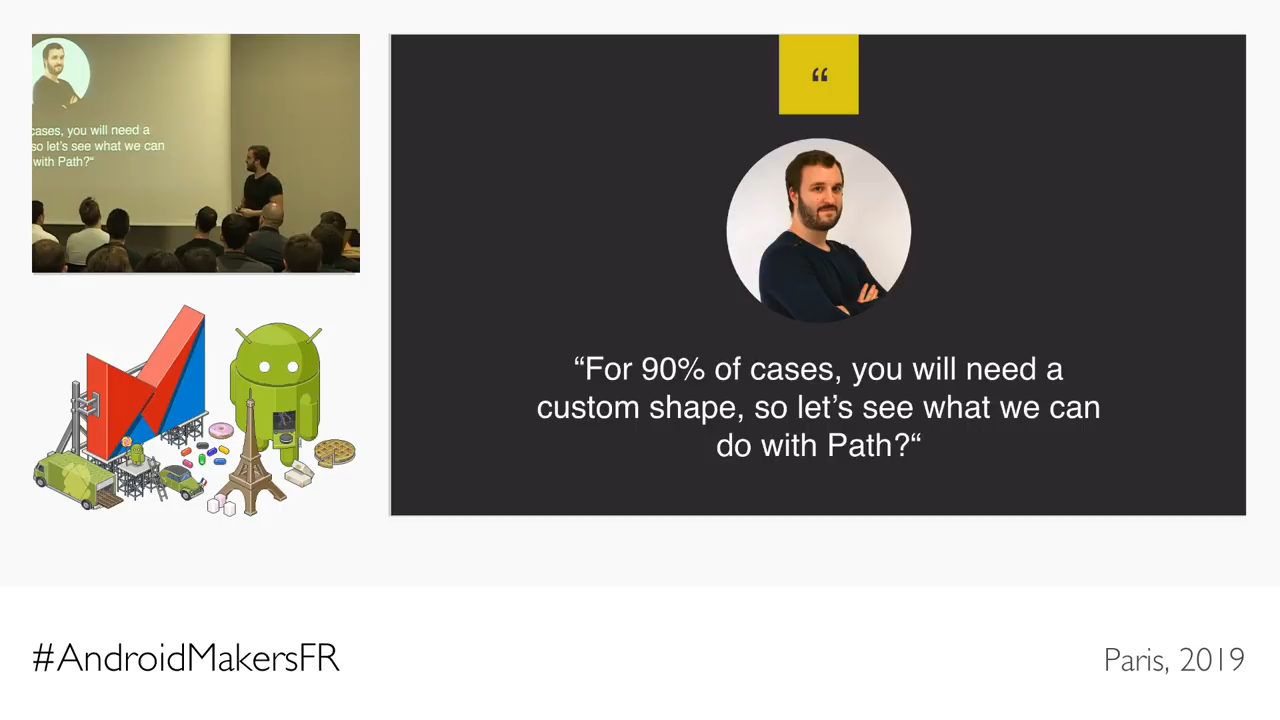 cases, you will need a
so let's see what we can
with Path?“
“
“For 90% of cases, you will need a
custom shape, so let’s see what we can
do with Path?“
#AndroidMakersFR
Paris, 2019